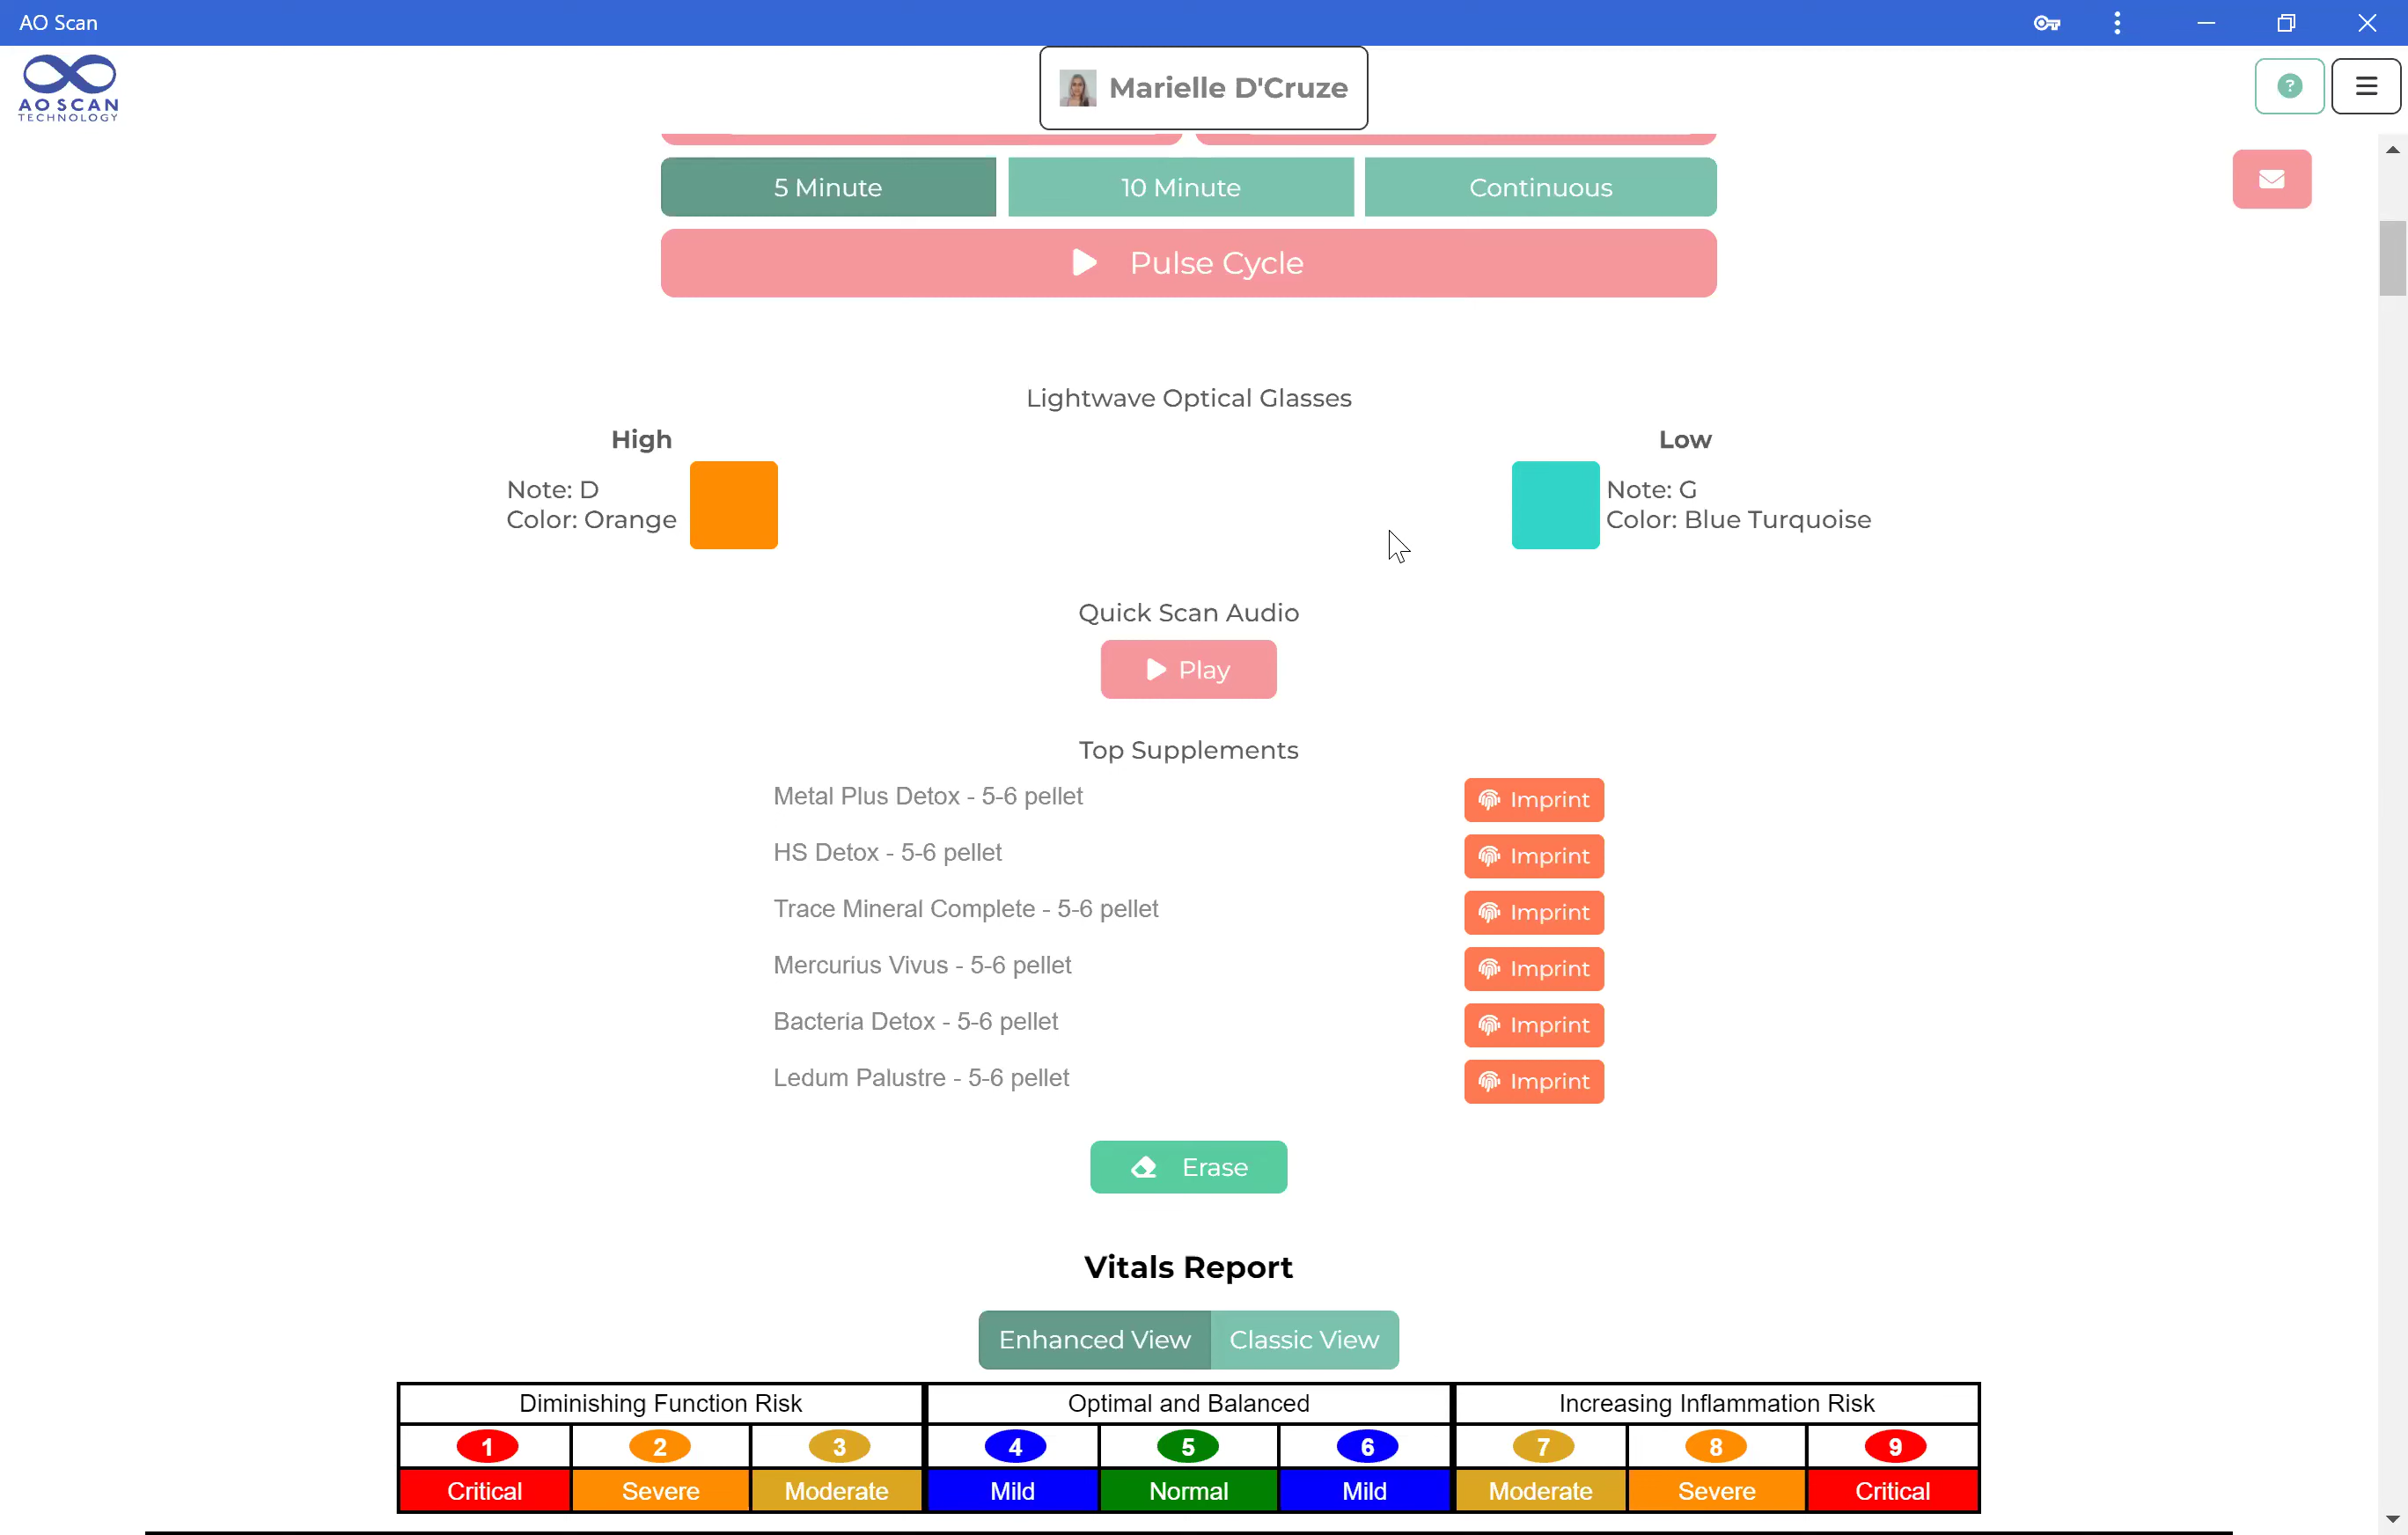 AO Scan
AO SCAN
TECHNOLOGY
Marielle D'Cruze
?
5 Minute
10 Minute
Continuous
Pulse Cycle
Lightwave Optical Glasses
High
Low
Note: D
Color: Orange
Note: G
Color: Blue Turquoise
Quick Scan Audio
Play
Top Supplements
Metal Plus Detox - 5-6 pellet
Imprint
HS Detox - 5-6 pellet
Imprint
Trace Mineral Complete - 5-6 pellet
Imprint
Mercurius Vivus - 5-6 pellet
Imprint
Bacteria Detox - 5-6 pellet
Imprint
Ledum Palustre - 5-6 pellet
Imprint
Erase
Vitals Report
Enhanced View
Classic View
Diminishing Function Risk
Optimal and Balanced
Increasing Inflammation Risk
1 2 3 4 5 6 7 8 9
Critical Severe Moderate Mild Normal Mild Moderate Severe Critical